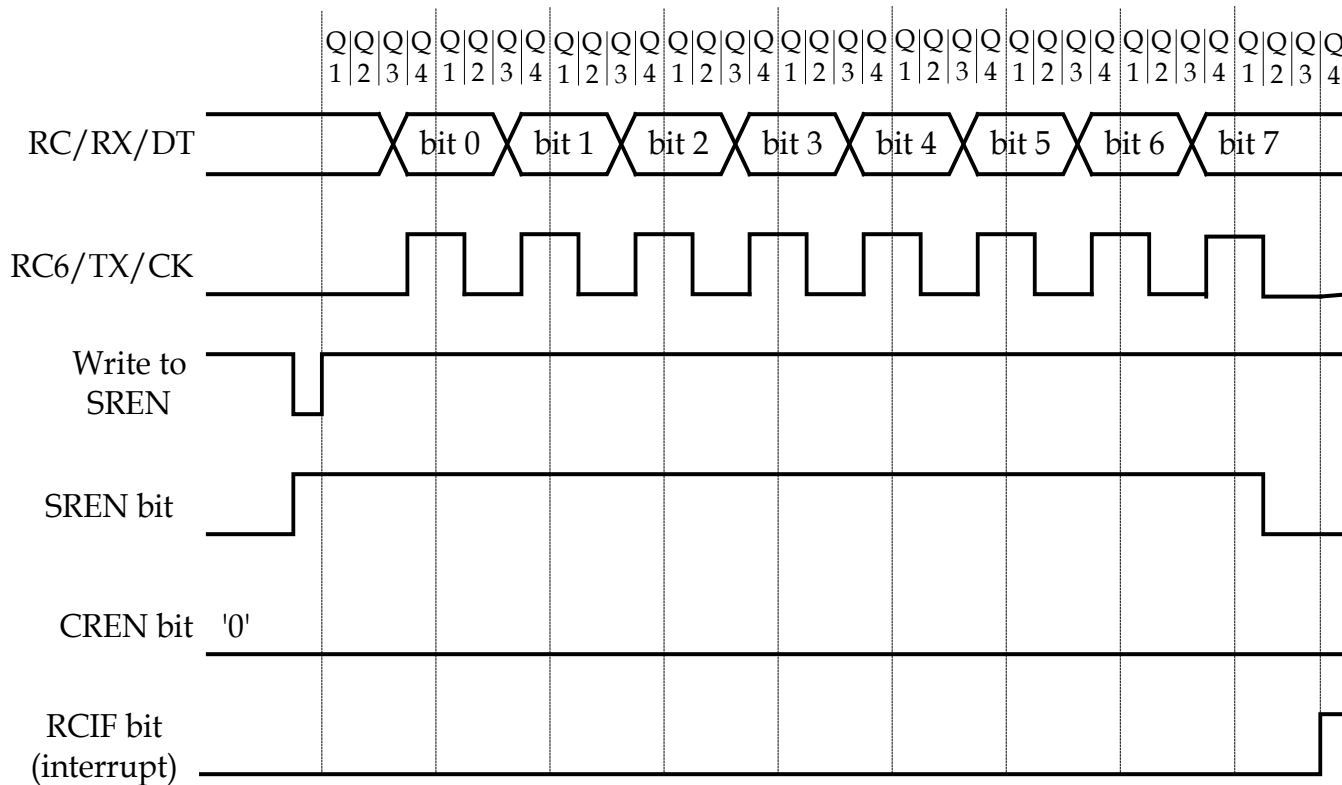 Q Q Q Q Q Q Q Q Q Q Q Q Q Q Q Q Q Q Q Q Q Q Q Q Q Q Q Q Q Q Q Q Q Q Q Q
1 2 3 4 1 2 3 4 1 2 3 4 1 2 3 4 1 2 3 4 1 2 3 4 1 2 3 4 1 2 3 4 1 2 3 4
RC/RX/DT bit 0 bit 1 bit 2 bit 3 bit 4 bit 5 bit 6 bit 7
RC6/TX/CK
Write to
SREN
SREN bit
CREN bit '0'
RCIF bit
(interrupt)